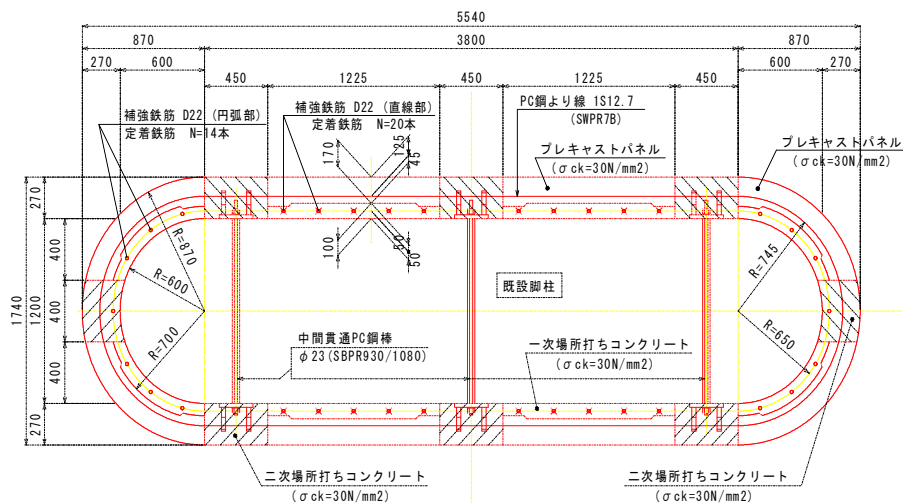 5540
870
3800
870
270
600
450
1225
450
1225
450
600
270
補強鉄筋 D22 (円弧部)
定着鉄筋 N=14本
補強鉄筋 D22 (直線部)
定着鉄筋 N=20本
PC鋼より線 1S12.7
(SWPR7B)
プレキャストパネル
(σck=30N/mm2)
プレキャストパネル
(σck=30N/mm2)
170
125
45
100
50
50
1740
270
1200
270
400
400
400
R=870
R=600
R=700
R=745
R=650
既設脚柱
中間貫通PC鋼棒
φ23(SBPR930/1080)
一次場所打ちコンクリート
(σck=30N/mm2)
二次場所打ちコンクリート
(σck=30N/mm2)
二次場所打ちコンクリート
(σck=30N/mm2)